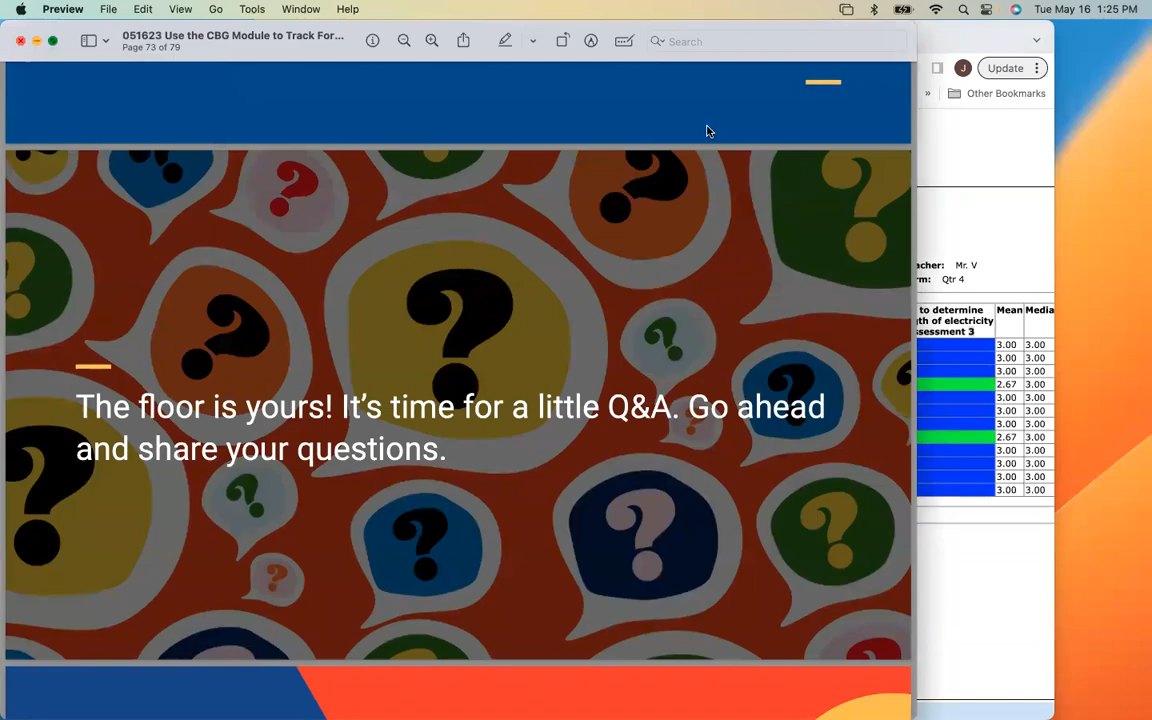 Preview File Edit View Go Tools Window Help Tue May 16 1:25 PM
051623 Use the CBG Module to Track For...
Page 73 of 79
Search
J Update
» Other Bookmarks
acher: Mr. V
rm: Qtr 4
to determine Mean Media
gth of electricity
ssessment 3
3.00 3.00
3.00 3.00
3.00 3.00
2.67 3.00
3.00 3.00
3.00 3.00
3.00 3.00
2.67 3.00
3.00 3.00
3.00 3.00
3.00 3.00
3.00 3.00
The floor is yours! It’s time for a little Q&A. Go ahead
and share your questions.